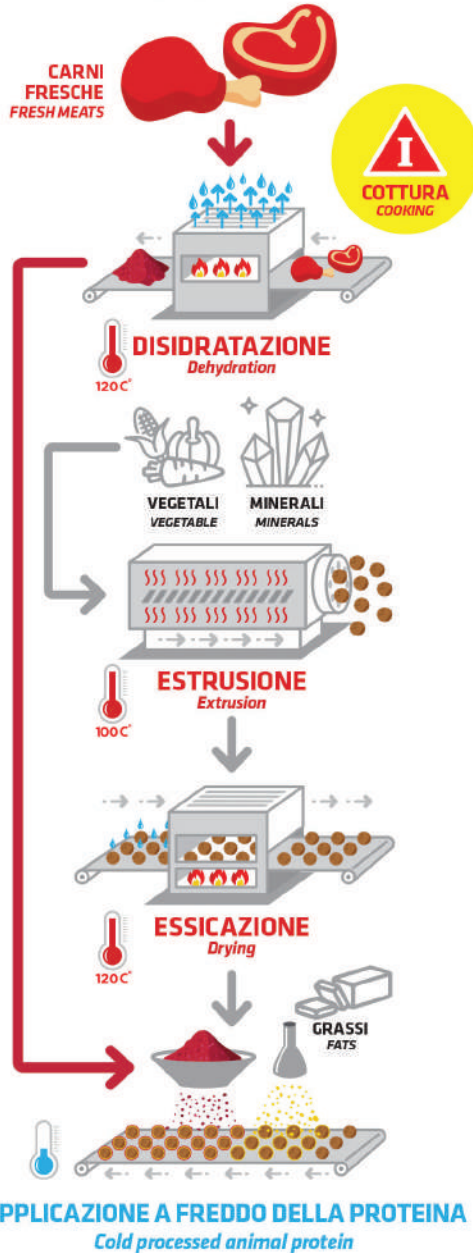 CARNI
FRESCHE
FRESH MEATS
I
COTTURA
COOKING
DISIDRATAZIONE
Dehydration
120C°
VEGETALI
VEGETABLE
MINERALI
MINERALS
ESTRUSIONE
Extrusion
100C°
ESSICAZIONE
Drying
120C°
GRASSI
FATS
PPLICAZIONE A FREDDO DELLA PROTEINA
Cold processed animal protein